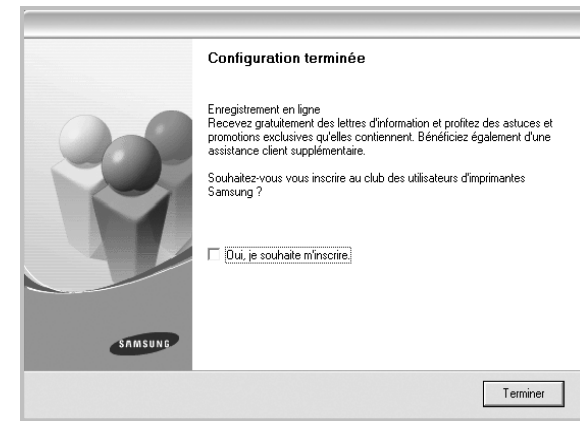 Configuration terminée
Enregistrement en ligne
Recevez gratuitement des lettres d'information et profitez des astuces et
promotions exclusives qu'elles contiennent. Bénéficiez également d'une
assistance client supplémentaire.
Souhaitez-vous vous inscrire au club des utilisateurs d'imprimantes
Samsung ?
Oui, je souhaite m'inscrire.
SAMSUNG
Terminer